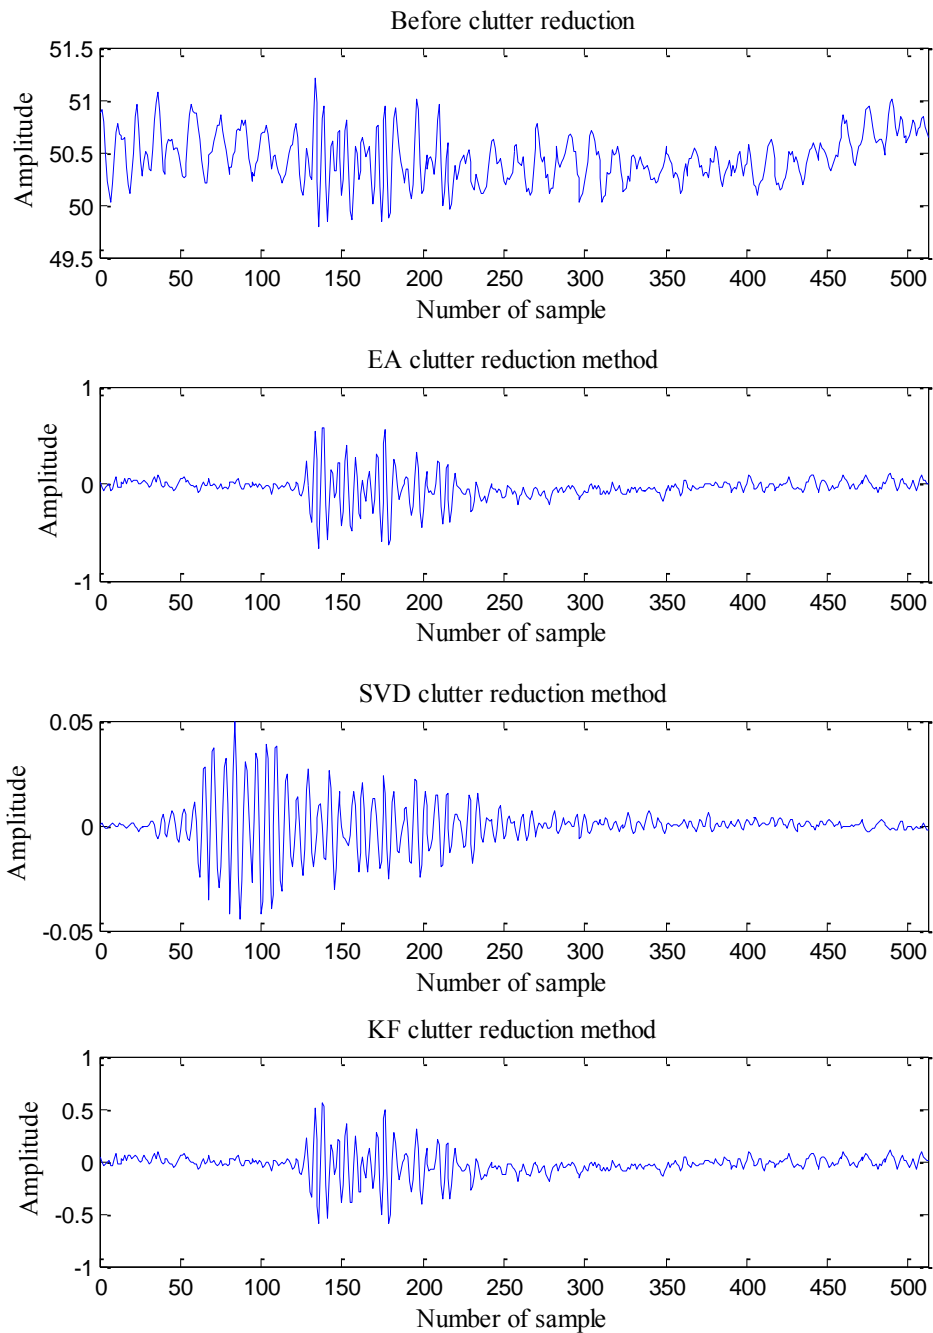 Before clutter reduction
51.5
51
50.5
50
49.5
Amplitude
0 50 100 150 200 250 300 350 400 450 500
Number of sample
EA clutter reduction method
1
0
-1
Amplitude
0 50 100 150 200 250 300 350 400 450 500
Number of sample
SVD clutter reduction method
0.05
0
-0.05
Amplitude
0 50 100 150 200 250 300 350 400 450 500
Number of sample
KF clutter reduction method
1
0.5
0
-0.5
-1
Amplitude
0 50 100 150 200 250 300 350 400 450 500
Number of sample